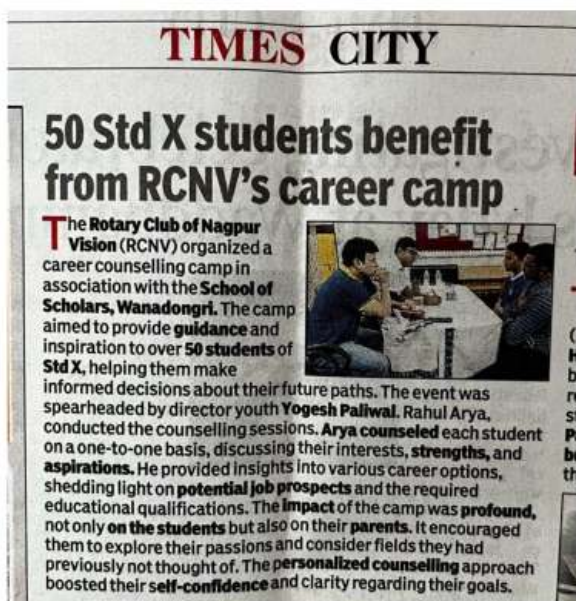 TIMES CITY
50 Std X students benefit
from RCNV's career camp
The Rotary Club of Nagpur
Vision (RCNV) organized a
career counselling camp in
association with the School of
Scholars, Wanadongri. The camp
aimed to provide guidance and
inspiration to over 50 students of
Std X, helping them make
informed decisions about their future paths. The event was
spearheaded by director youth Yogesh Paliwal. Rahul Arya,
conducted the counselling sessions. Arya counseled each student
on a one-to-one basis, discussing their interests, strengths, and
aspirations. He provided insights into various career options,
shedding light on potential job prospects and the required
educational qualifications. The impact of the camp was profound,
not only on the students but also on their parents. It encouraged
them to explore their passions and consider fields they had
previously not thought of. The personalized counselling approach
boosted their self-confidence and clarity regarding their goals.